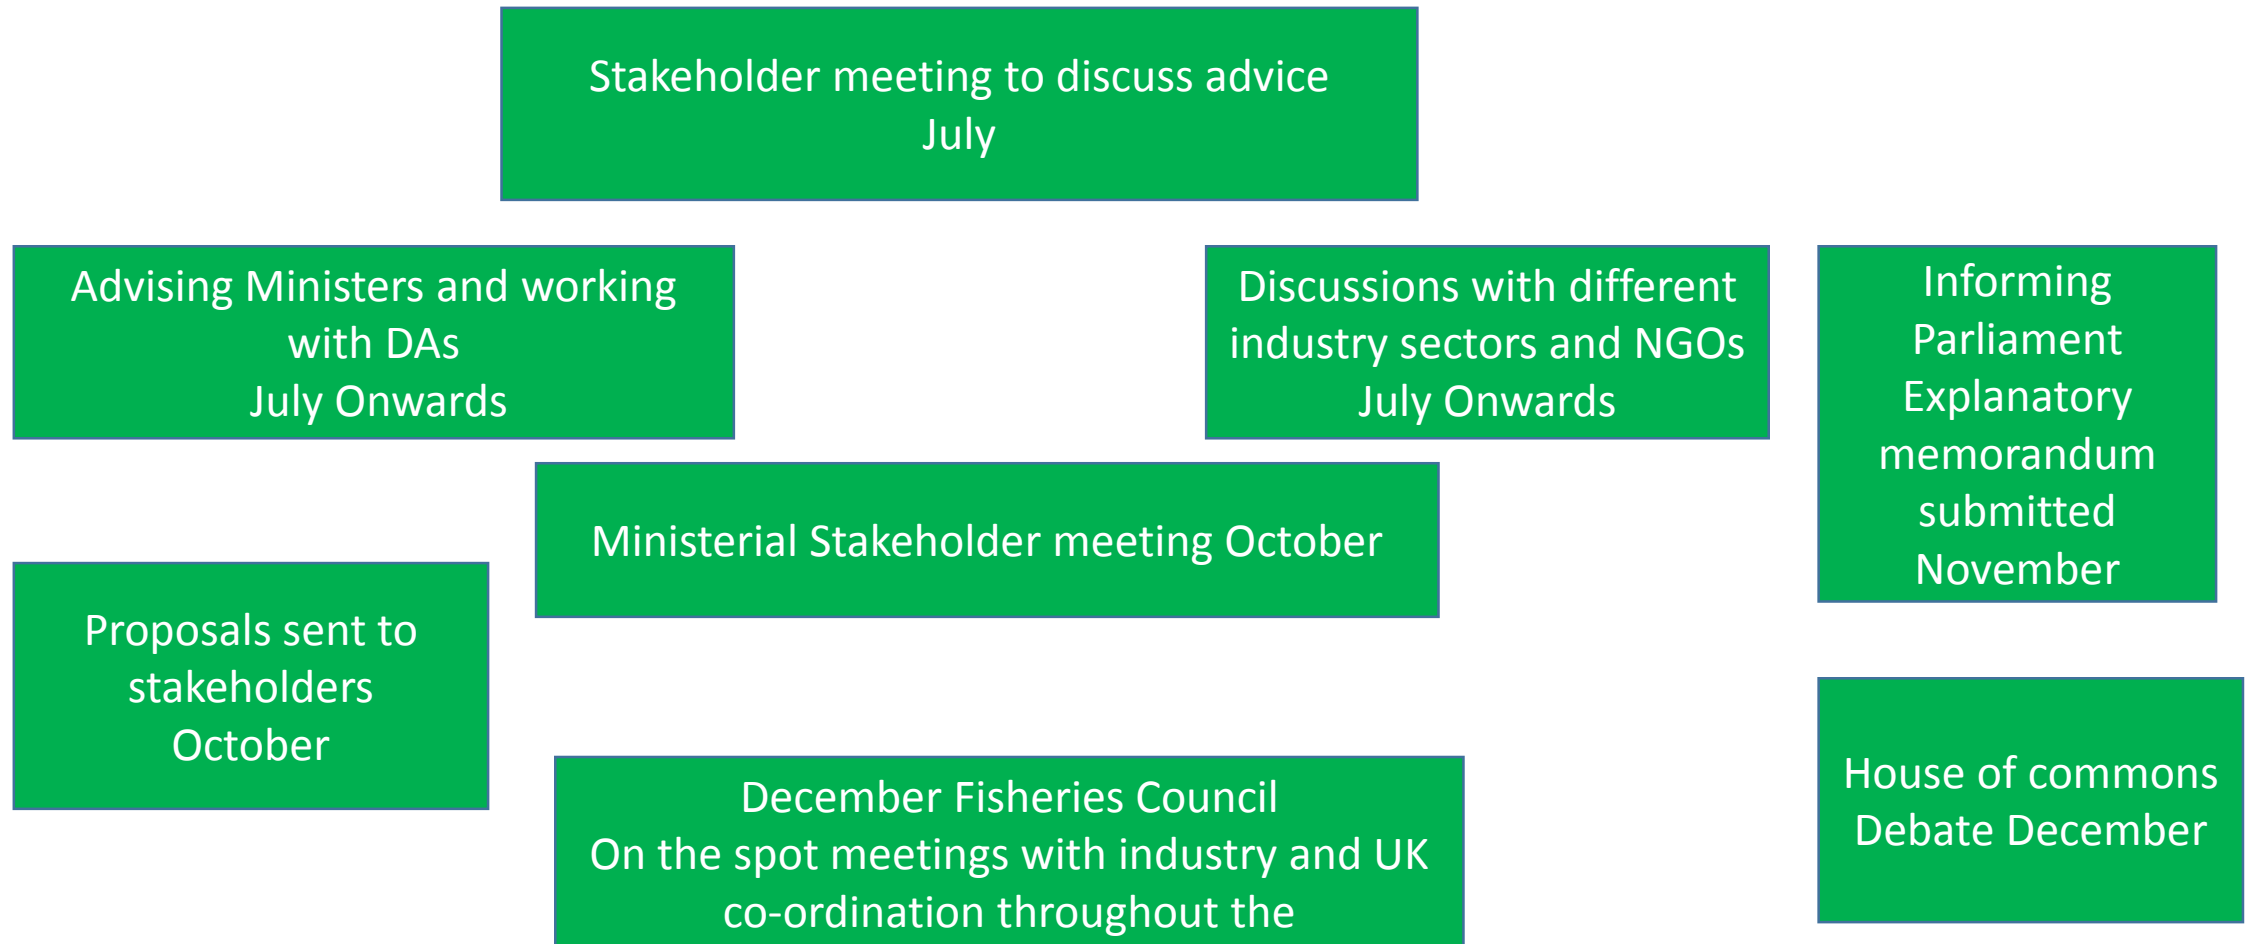 Stakeholder meeting to discuss advice
July
Advising Ministers and working
with DAs
July Onwards
Discussions with different
industry sectors and NGOs
July Onwards
Informing
Parliament
Explanatory
memorandum
submitted
November
Ministerial Stakeholder meeting October
Proposals sent to
stakeholders
October
House of commons
Debate December
December Fisheries Council
On the spot meetings with industry and UK
co-ordination throughout the